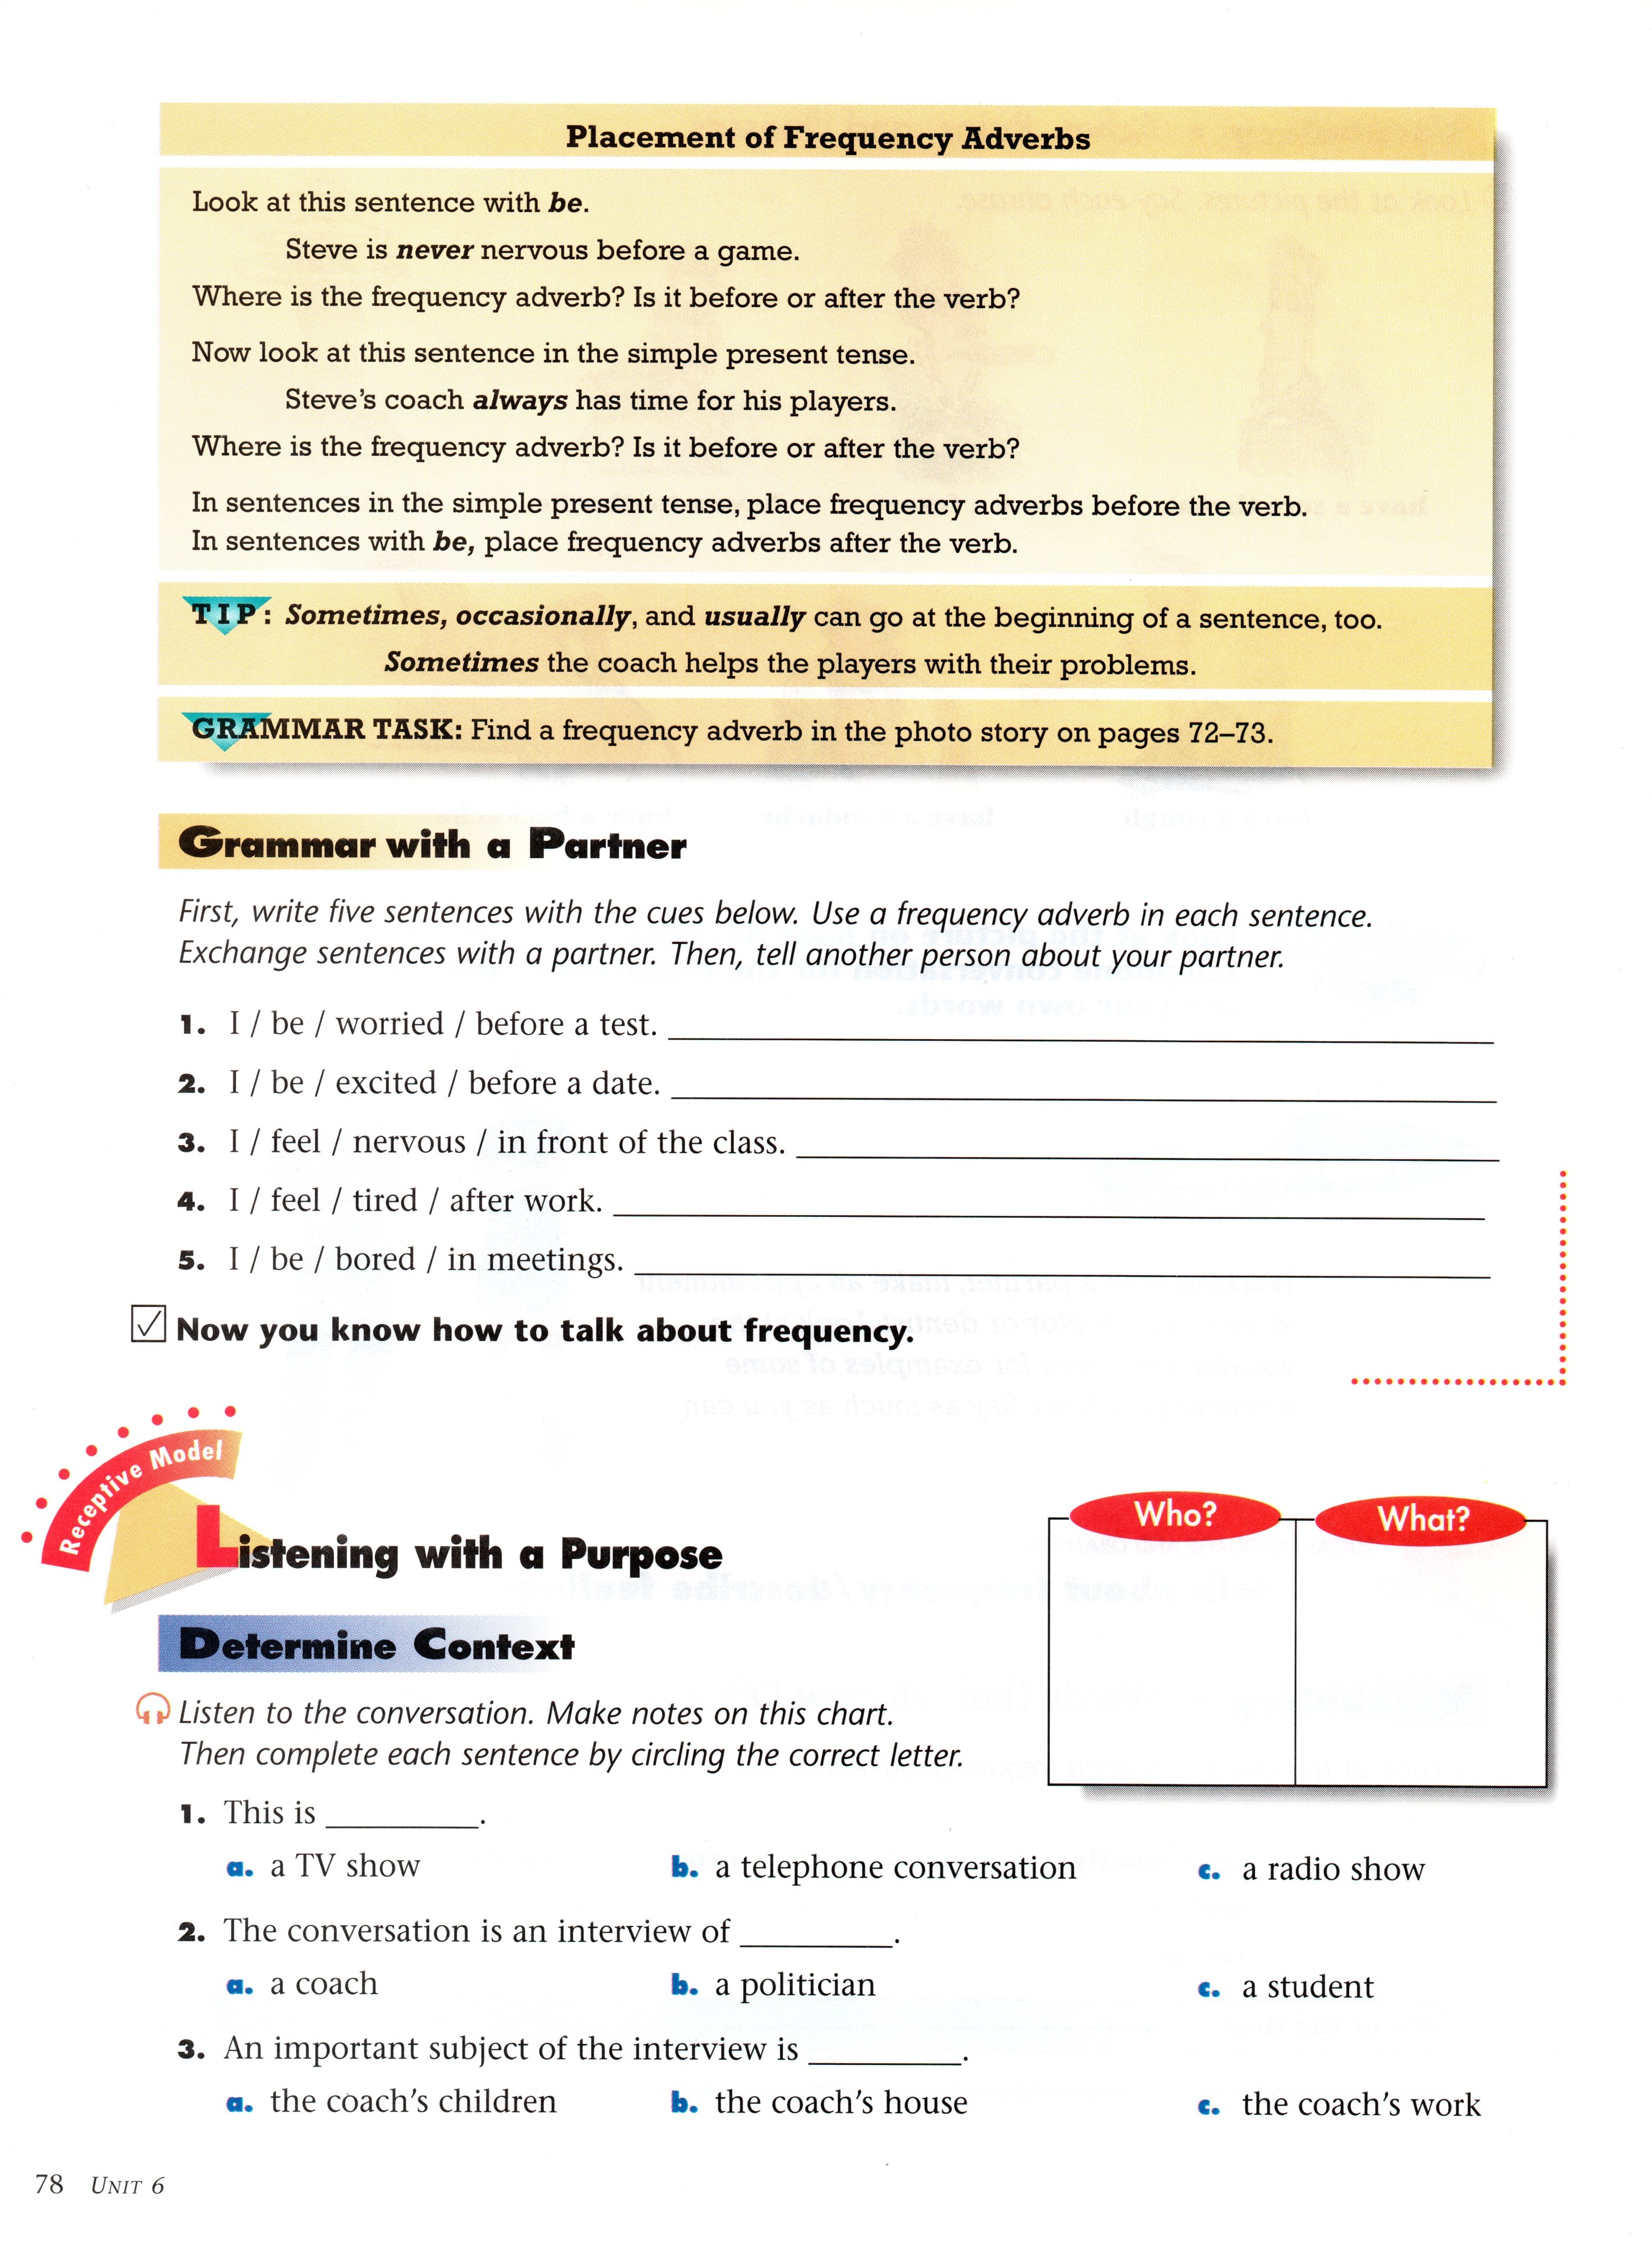 Placement of Frequency Adverbs
Look at this sentence with be.
Steve is never nervous before a game.
Where is the frequency adverb? Is it before or after the verb?
Now look at this sentence in the simple present tense.
Steve's coach always has time for his players.
Where is the frequency adverb? Is it before or after the verb?
In sentences in the simple present tense, place frequency adverbs before the verb.
In sentences with be, place frequency adverbs after the verb.
TIP: Sometimes, occasionally, and usually can go at the beginning of a sentence, too.
Sometimes the coach helps the players with their problems.
GRAMMAR TASK: Find a frequency adverb in the photo story on pages 72–73.
Grammar with a Partner
First, write five sentences with the cues below. Use a frequency adverb in each sentence.
Exchange sentences with a partner. Then, tell another person about your partner.
1. I / be / worried / before a test. ____________
2. I / be / excited / before a date. ____________
3. I / feel / nervous / in front of the class. ____________
4. I / feel / tired / after work. ____________
5. I / be / bored / in meetings. ____________
Now you know how to talk about frequency.
Receptive Model
Listening with a Purpose
Who? What?
Determine Context
Listen to the conversation. Make notes on this chart.
Then complete each sentence by circling the correct letter.
1. This is __________.
a. a TV show b. a telephone conversation c. a radio show
2. The conversation is an interview of __________.
a. a coach b. a politician c. a student
3. An important subject of the interview is __________.
a. the coach's children b. the coach's house c. the coach's work
78 UNIT 6